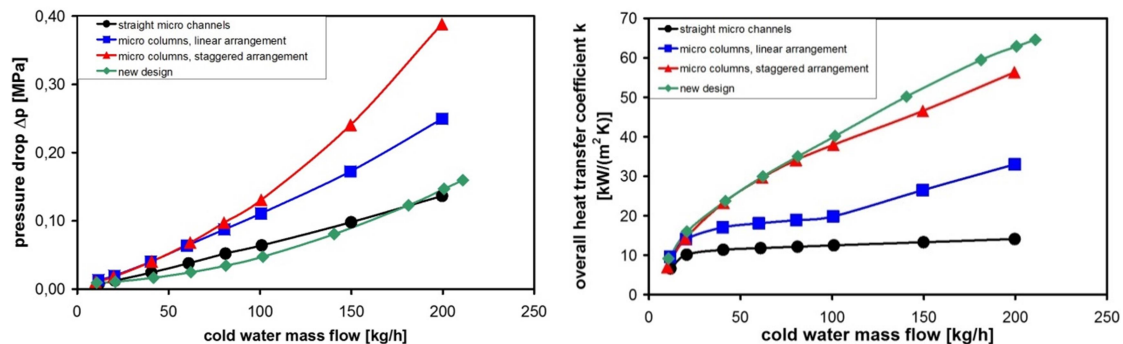 pressure drop Δp [MPa]
0,40
0,30
0,20
0,10
0,00
straight micro channels
micro columns, linear arrangement
micro columns, staggered arrangement
new design
0
50
100
150
200
250
cold water mass flow [kg/h]
overall heat transfer coefficient k
[kW/(m² K)]
70
60
50
40
30
20
10
0
straight micro channels
micro columns, linear arrangement
micro columns, staggered arrangement
new design
0
50
100
150
200
250
cold water mass flow [kg/h]